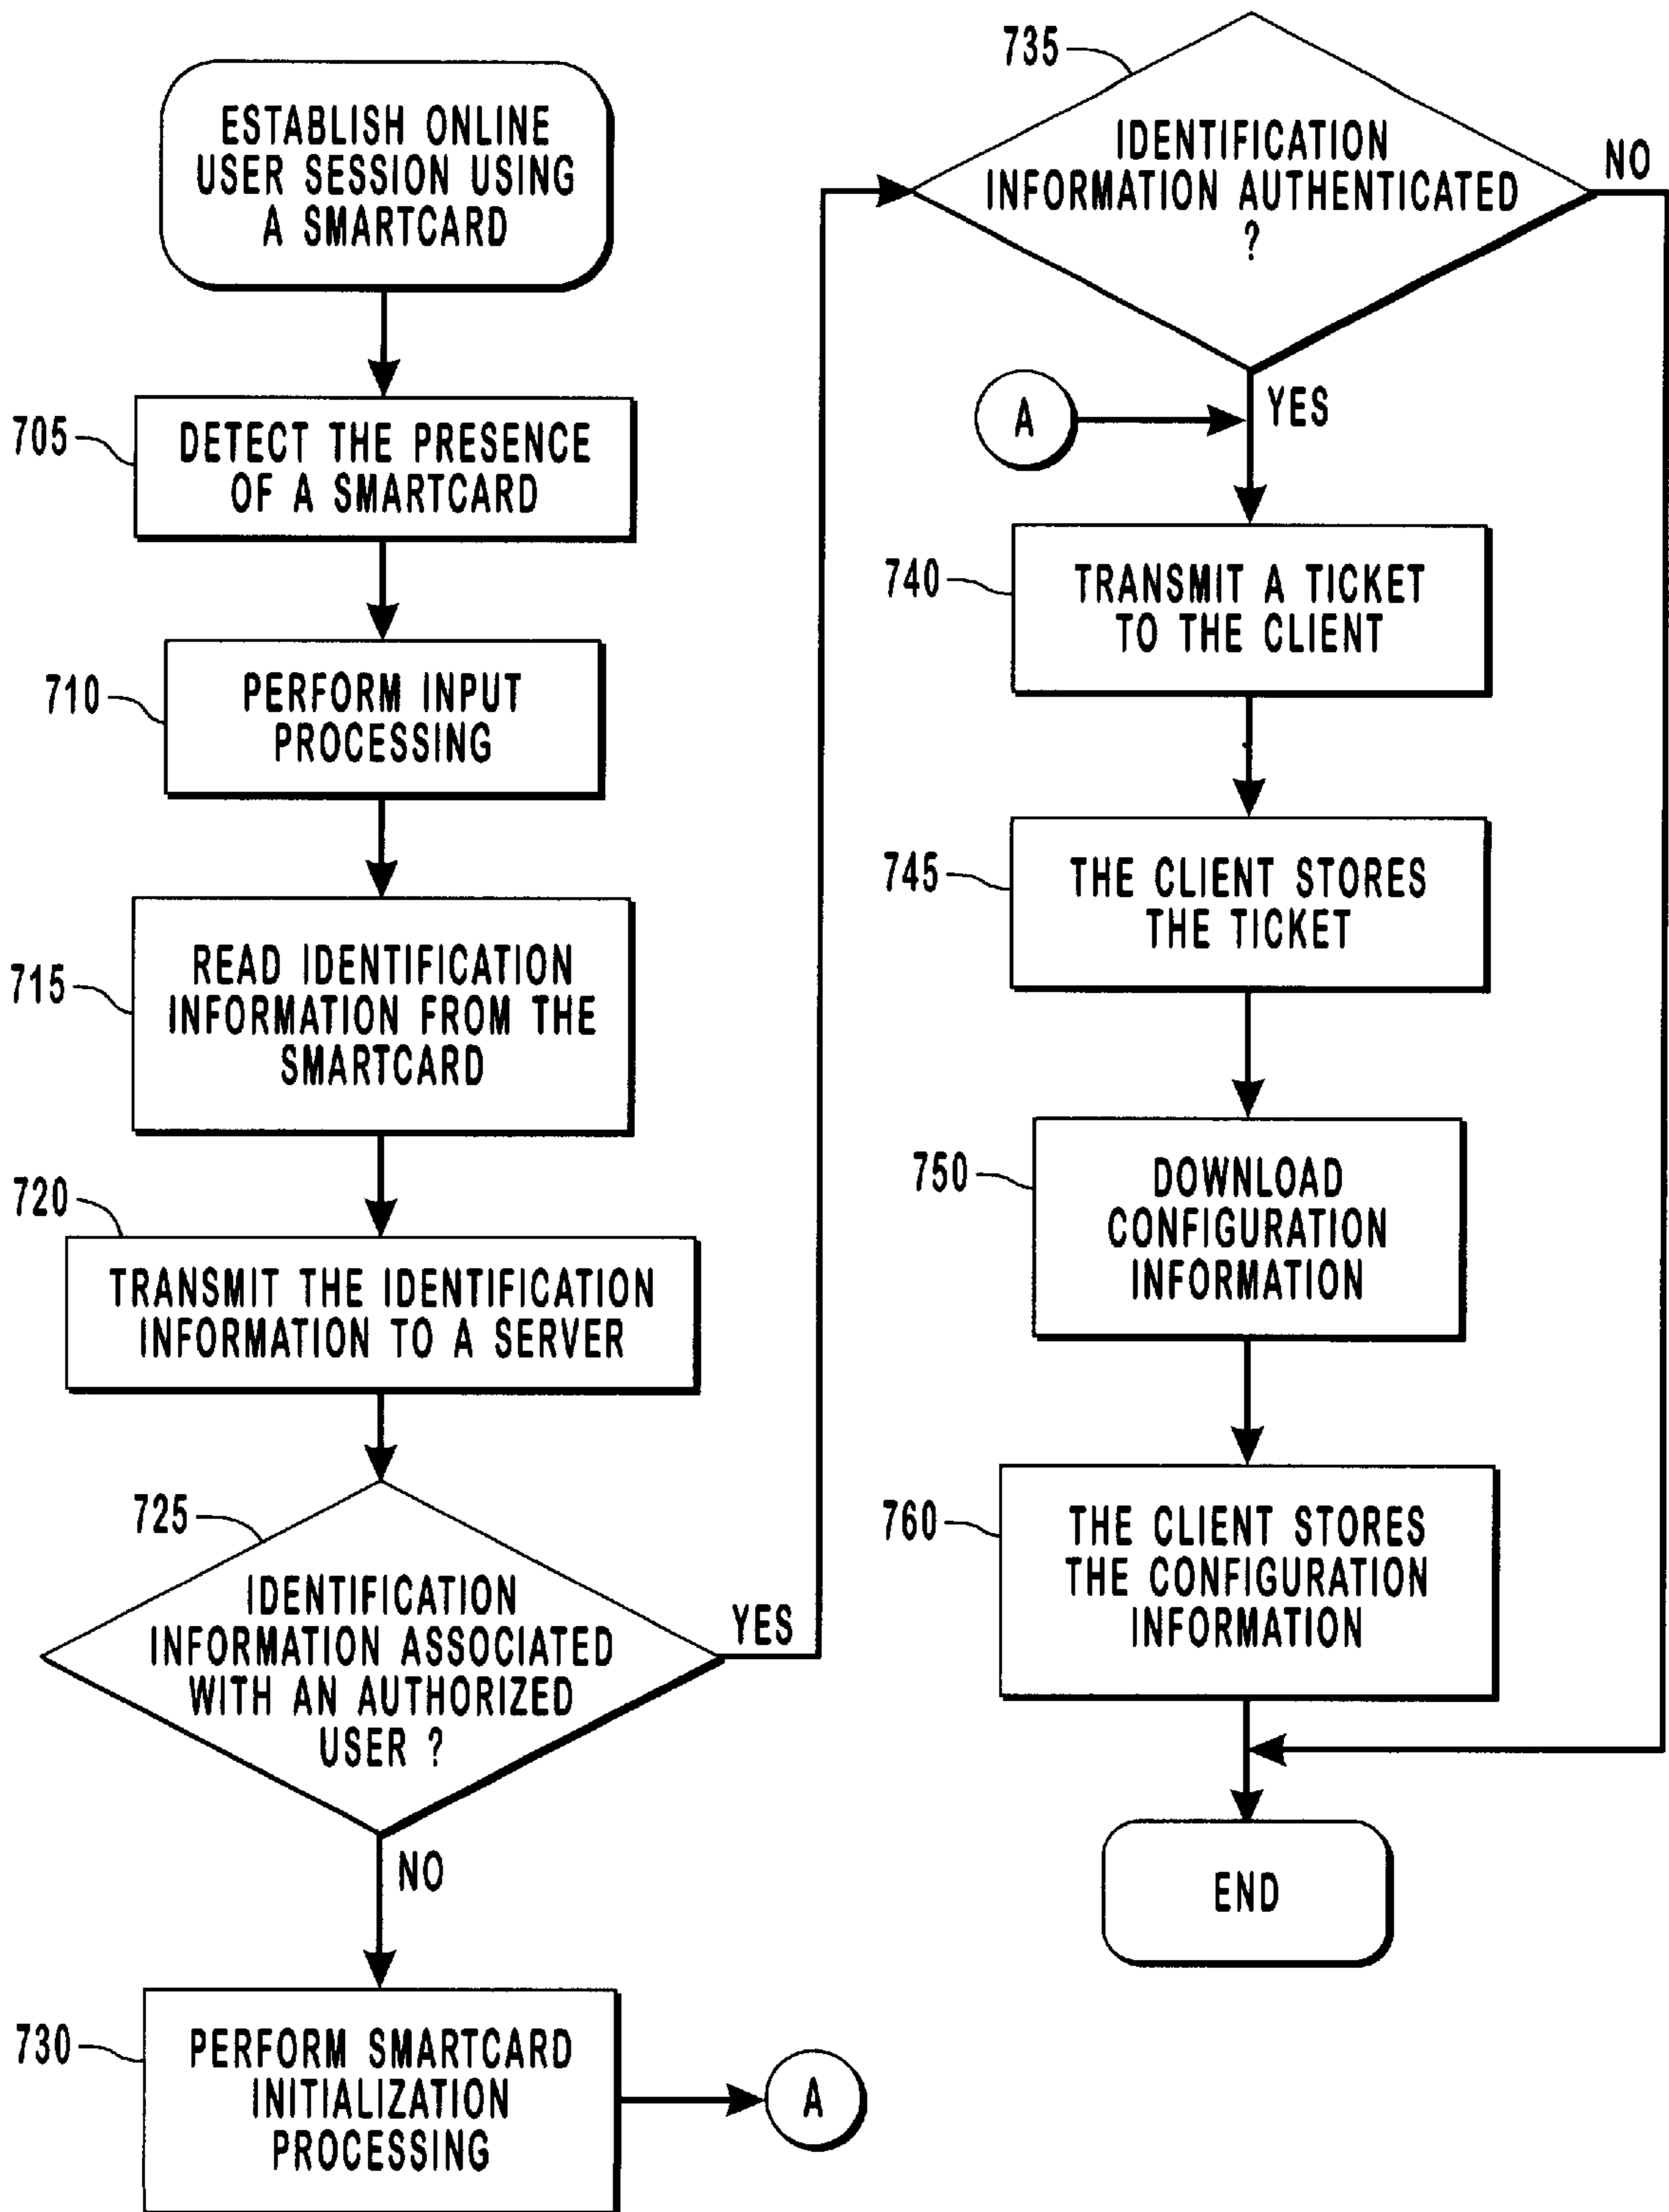 ESTABLISH ONLINE
USER SESSION USING
A SMARTCARD
705
DETECT THE PRESENCE
OF A SMARTCARD
710
PERFORM INPUT
PROCESSING
715
READ IDENTIFICATION
INFORMATION FROM THE
SMARTCARD
720
TRANSMIT THE IDENTIFICATION
INFORMATION TO A SERVER
725
IDENTIFICATION
INFORMATION ASSOCIATED
WITH AN AUTHORIZED
USER ?
YES
NO
730
PERFORM SMARTCARD
INITIALIZATION
PROCESSING
A
735
IDENTIFICATION
INFORMATION AUTHENTICATED
?
NO
YES
A
740
TRANSMIT A TICKET
TO THE CLIENT
745
THE CLIENT STORES
THE TICKET
750
DOWNLOAD
CONFIGURATION
INFORMATION
760
THE CLIENT STORES
THE CONFIGURATION
INFORMATION
END